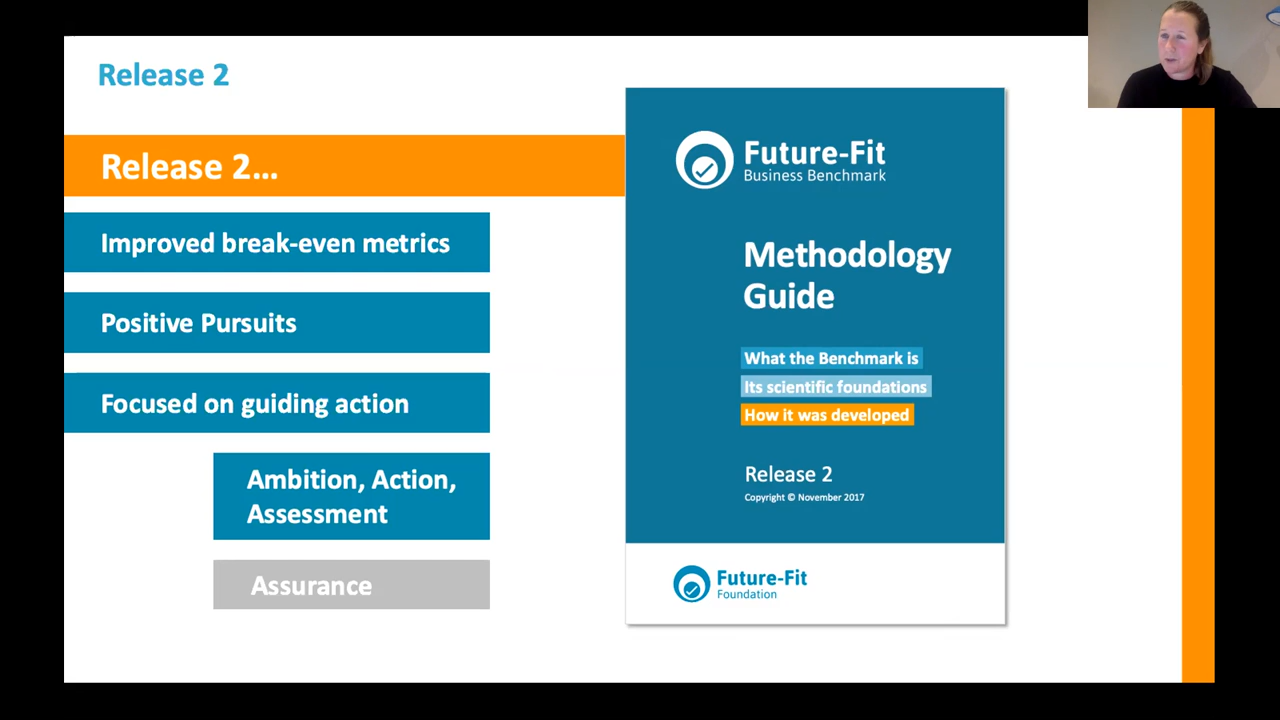 Release 2
Release 2...
Improved break-even metrics
Positive Pursuits
Focused on guiding action
Ambition, Action,
Assessment
Assurance
Future-Fit
Business Benchmark
Methodology
Guide
What the Benchmark is
Its scientific foundations
How it was developed
Release 2
Copyright © November 2017
Future-Fit
Foundation